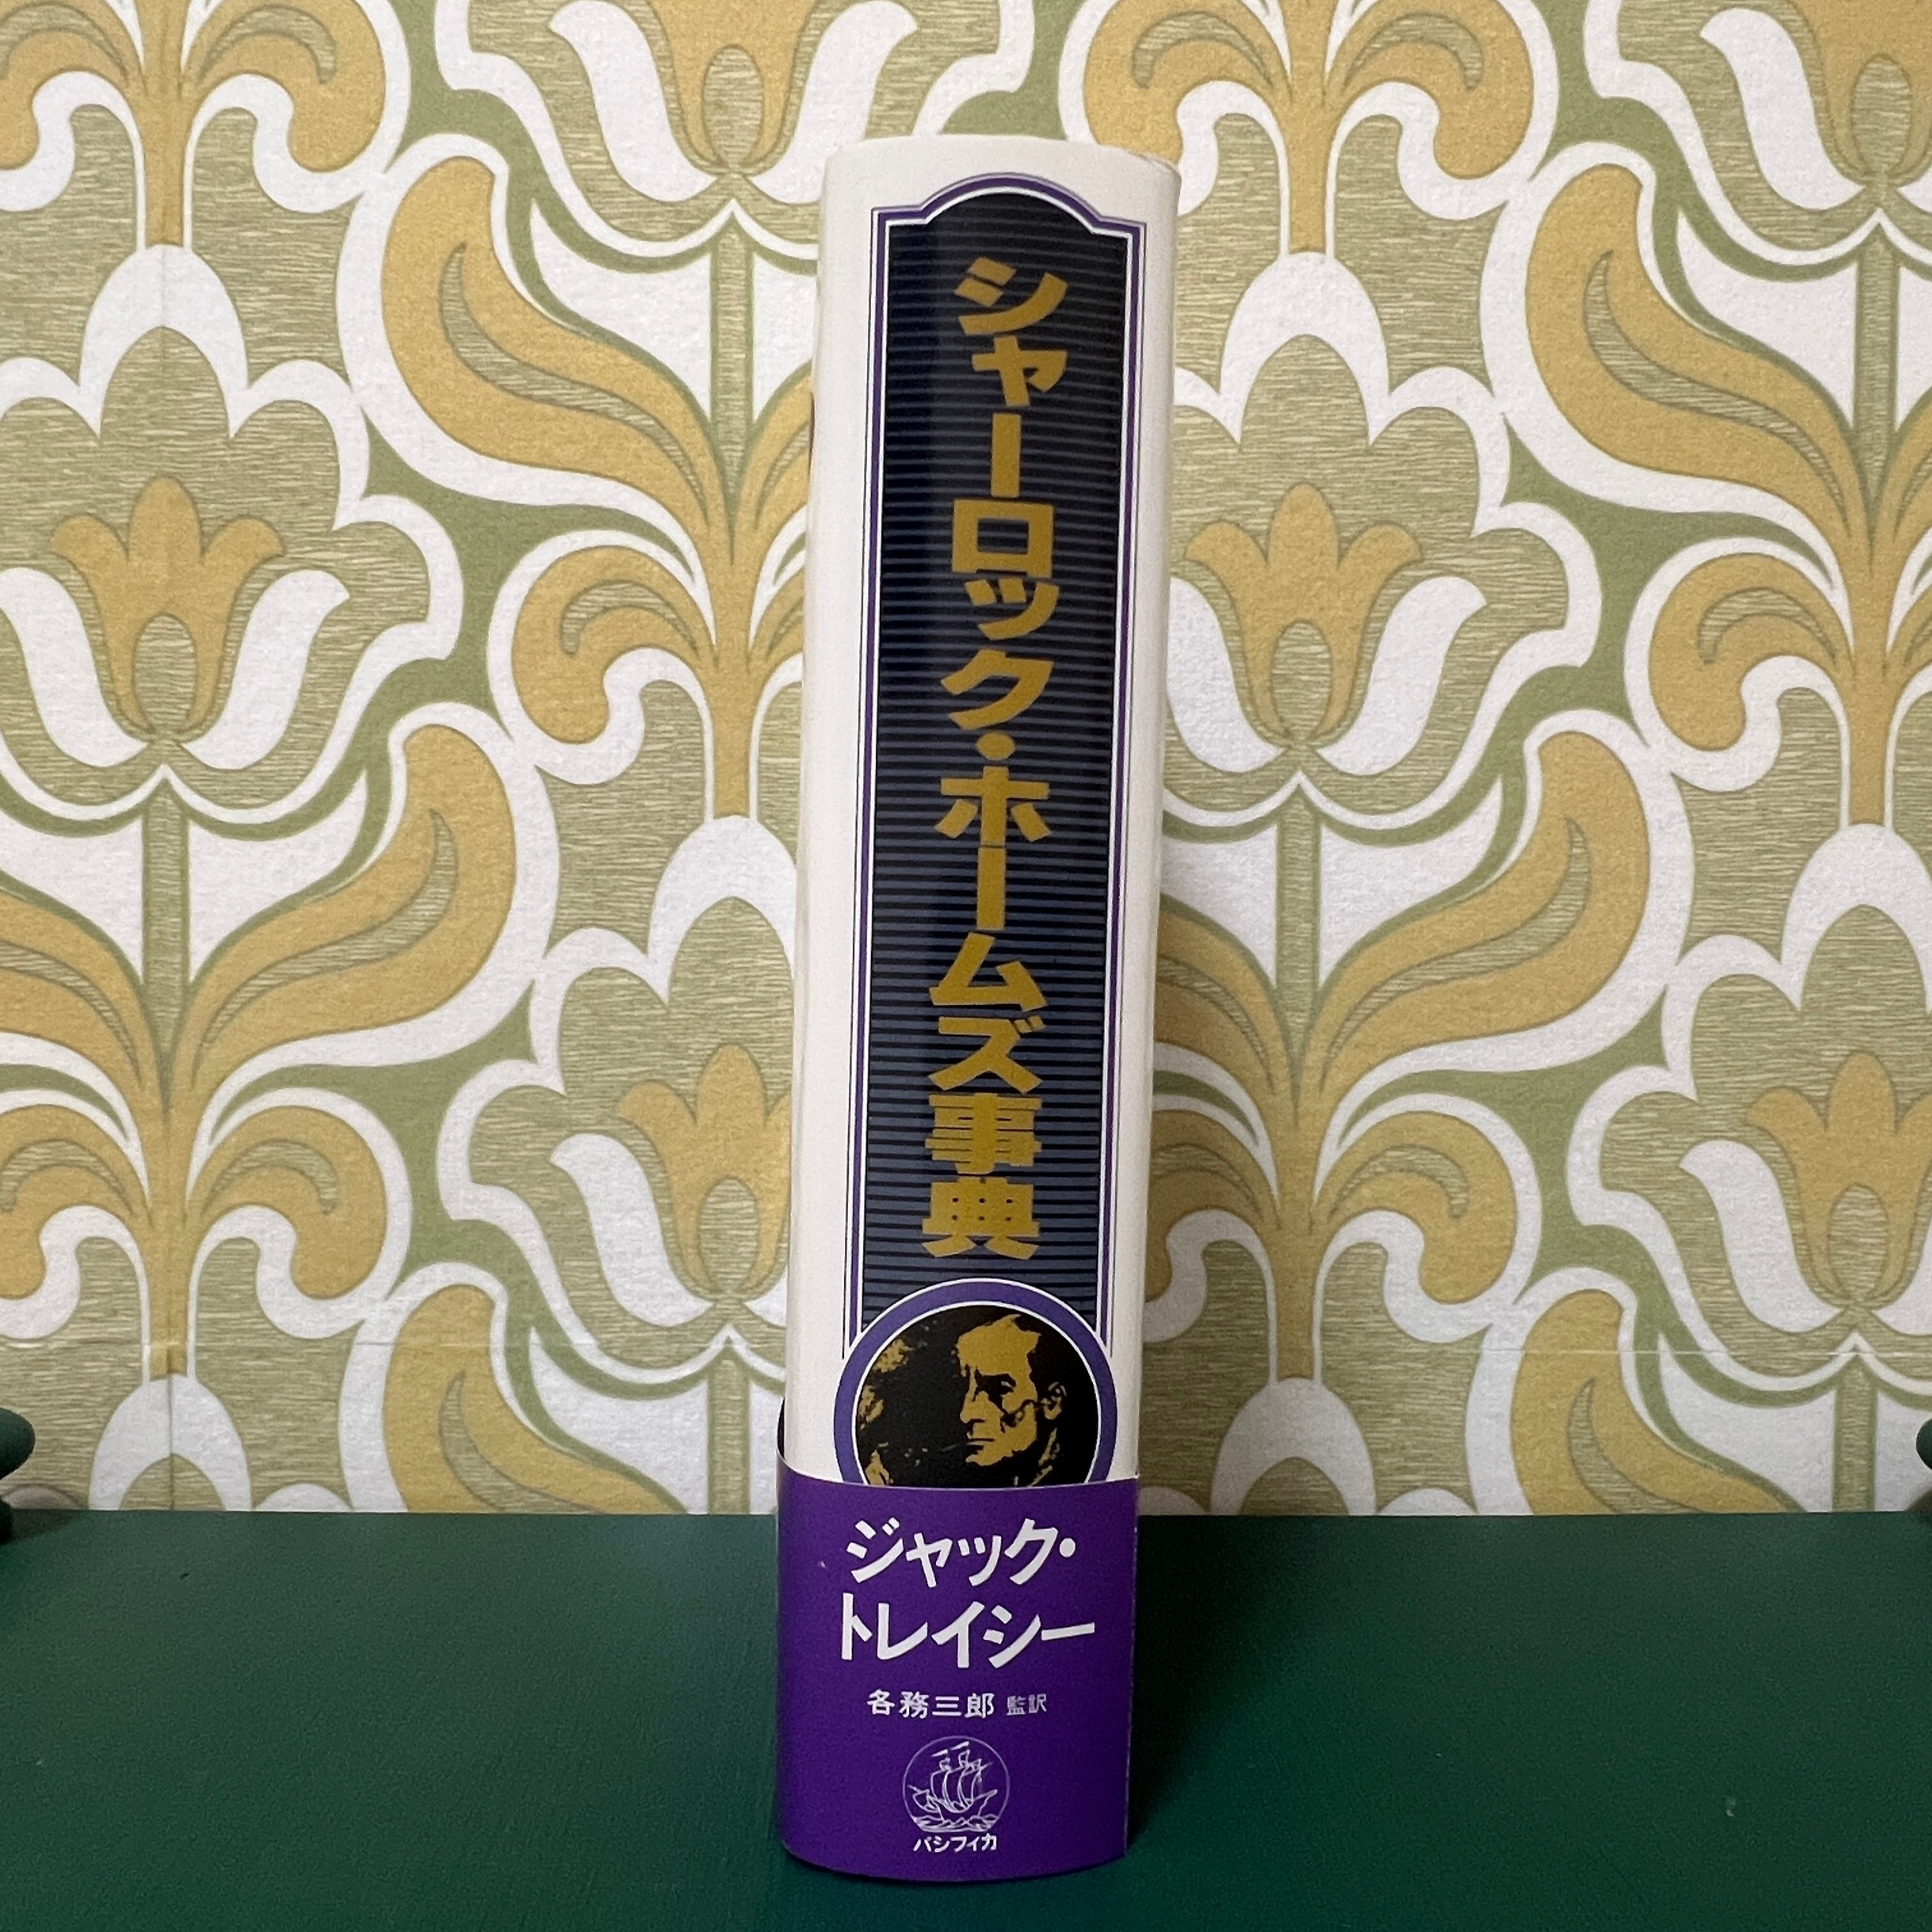 シャーロック・ホームズ事典
ジャック・
トレイシー
各務三郎 監訳
パシフィカ